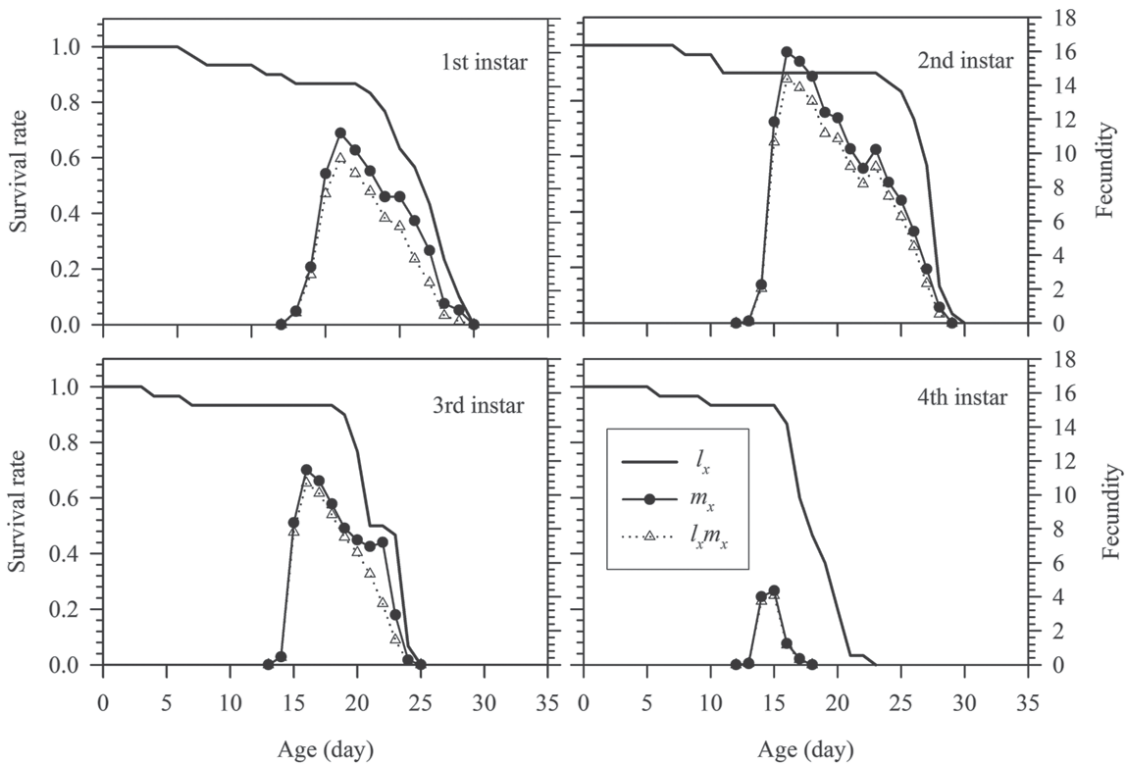 1st instar
1.0
0.8
0.6
0.4
0.2
0.0
Survival rate
2nd instar
18
16
14
12
10
8
6
4
2
0
Fecundity
3rd instar
1.0
0.8
0.6
0.4
0.2
0.0
Survival rate
0 5 10 15 20 25 30 35
Age (day)
4th instar
l_x
m_x
l_x m_x
18
16
14
12
10
8
6
4
2
0
Fecundity
0 5 10 15 20 25 30 35
Age (day)